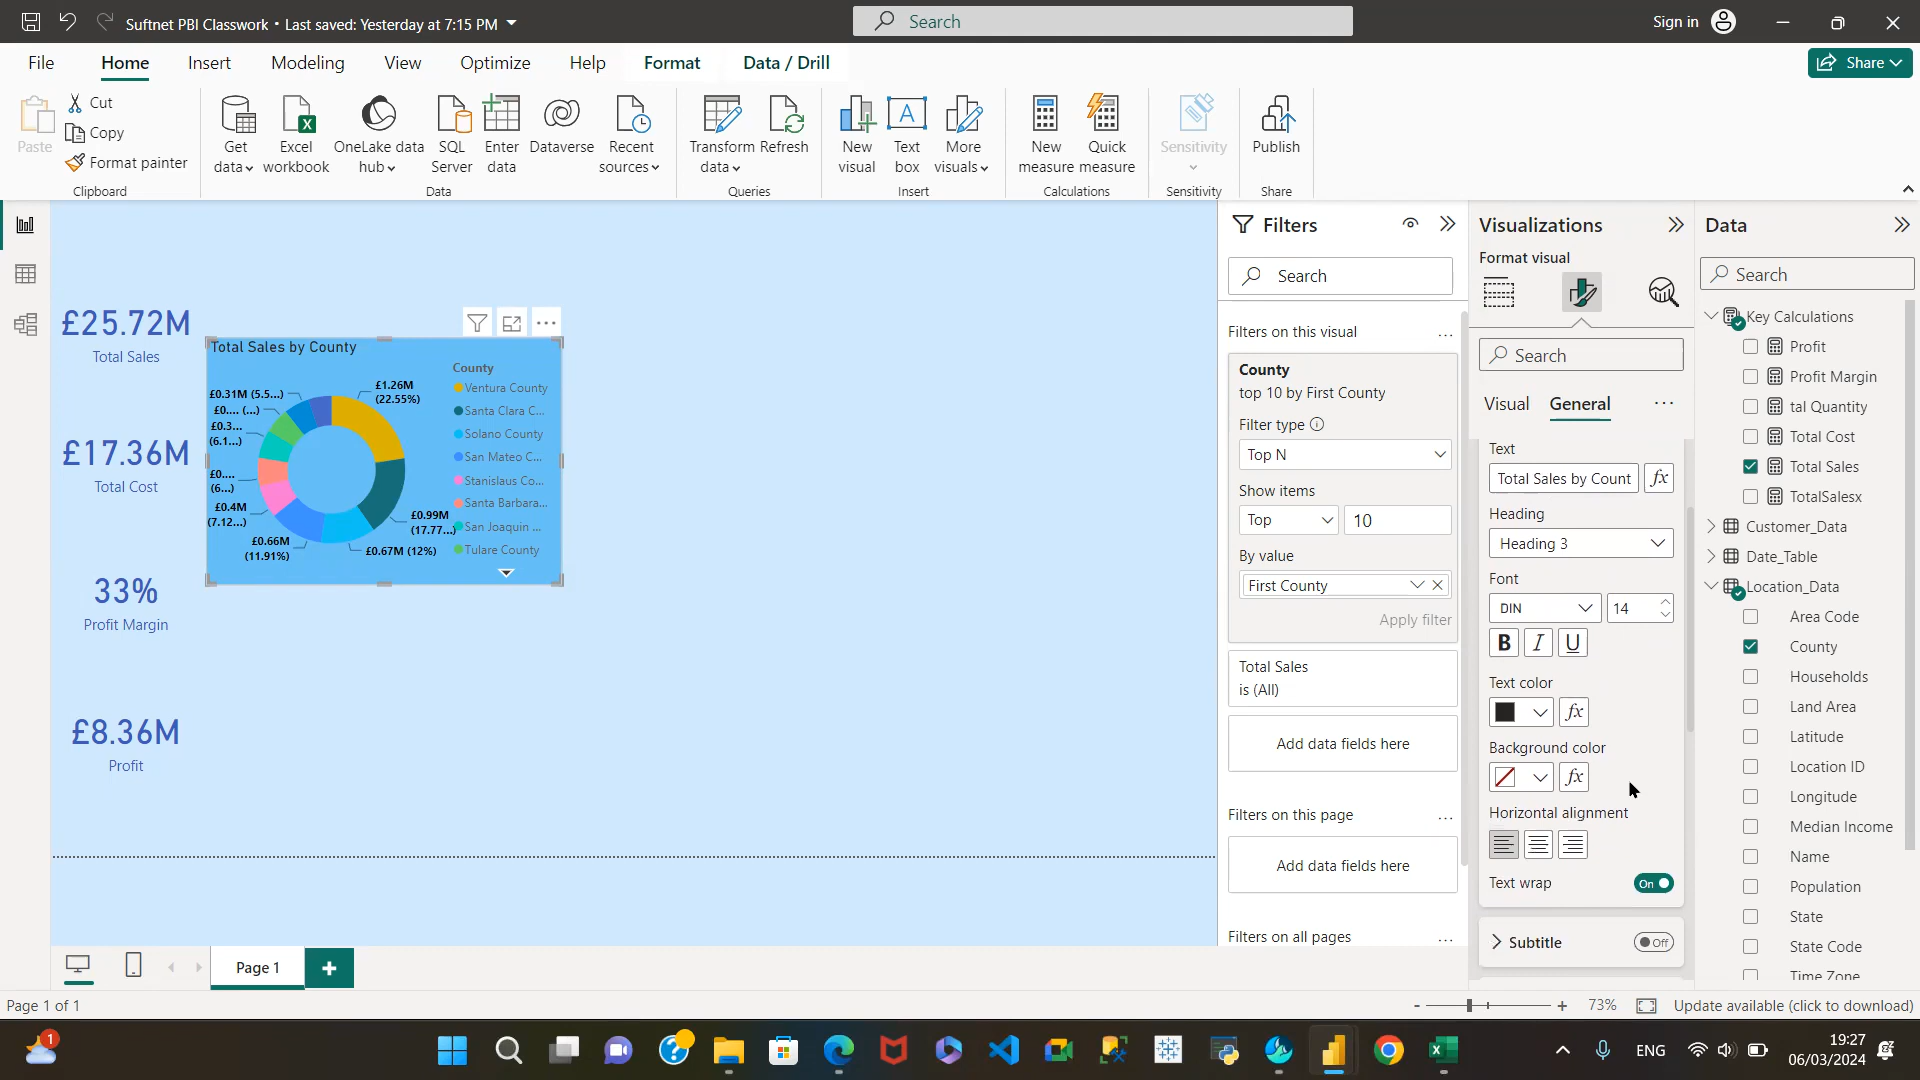 Suftnet PBI Classwork • Last saved: Yesterday at 7:15 PM
Search
Sign in
File
Home
Insert
Modeling
View
Optimize
Help
Format
Data / Drill
Share
Paste
Cut
Copy
Format painter
Clipboard
Get data
Excel workbook
OneLake data hub
SQL Server
Enter data
Dataverse
Recent sources
Data
Transform data
Refresh
Queries
New visual
Text box
More visuals
Insert
New measure
Quick measure
Calculations
Sensitivity
Sensitivity
Publish
Share
£25.72M
Total Sales
£17.36M
Total Cost
33%
Profit Margin
£8.36M
Profit
Total Sales by County
£1.26M
(22.55%)
£0.99M
(17.77...
£0.67M (12%)
£0.66M
(11.91%)
£0.4M
(7.12...
£0....
(6...)
£0.3...
(6.1...)
£0.... (...)
£0.31M (5.5...)
County
Ventura County
Santa Clara C...
Solano County
San Mateo C...
Stanislaus Co...
Santa Barbara...
San Joaquin ...
Tulare County
Filters
Search
Filters on this visual
...
County
top 10 by First County
Filter type
Top N
Show items
Top
10
By value
First County
Apply filter
Total Sales
is (All)
Add data fields here
Filters on this page
...
Add data fields here
Filters on all pages
...
Visualizations
Format visual
Search
Visual
General
...
Text
Total Sales by Count
fx
Heading
Heading 3
Font
DIN
14
B
I
U
Text color
fx
Background color
fx
Horizontal alignment
Text wrap
On
Subtitle
Off
Data
Search
Key Calculations
Profit
Profit Margin
tal Quantity
Total Cost
Total Sales
TotalSalesx
Customer_Data
Date_Table
Location_Data
Area Code
County
Households
Land Area
Latitude
Location ID
Longitude
Median Income
Name
Population
State
State Code
Time Zone
Page 1
Page 1 of 1
-
+
73%
Update available (click to download)
1
ENG
19:27
06/03/2024